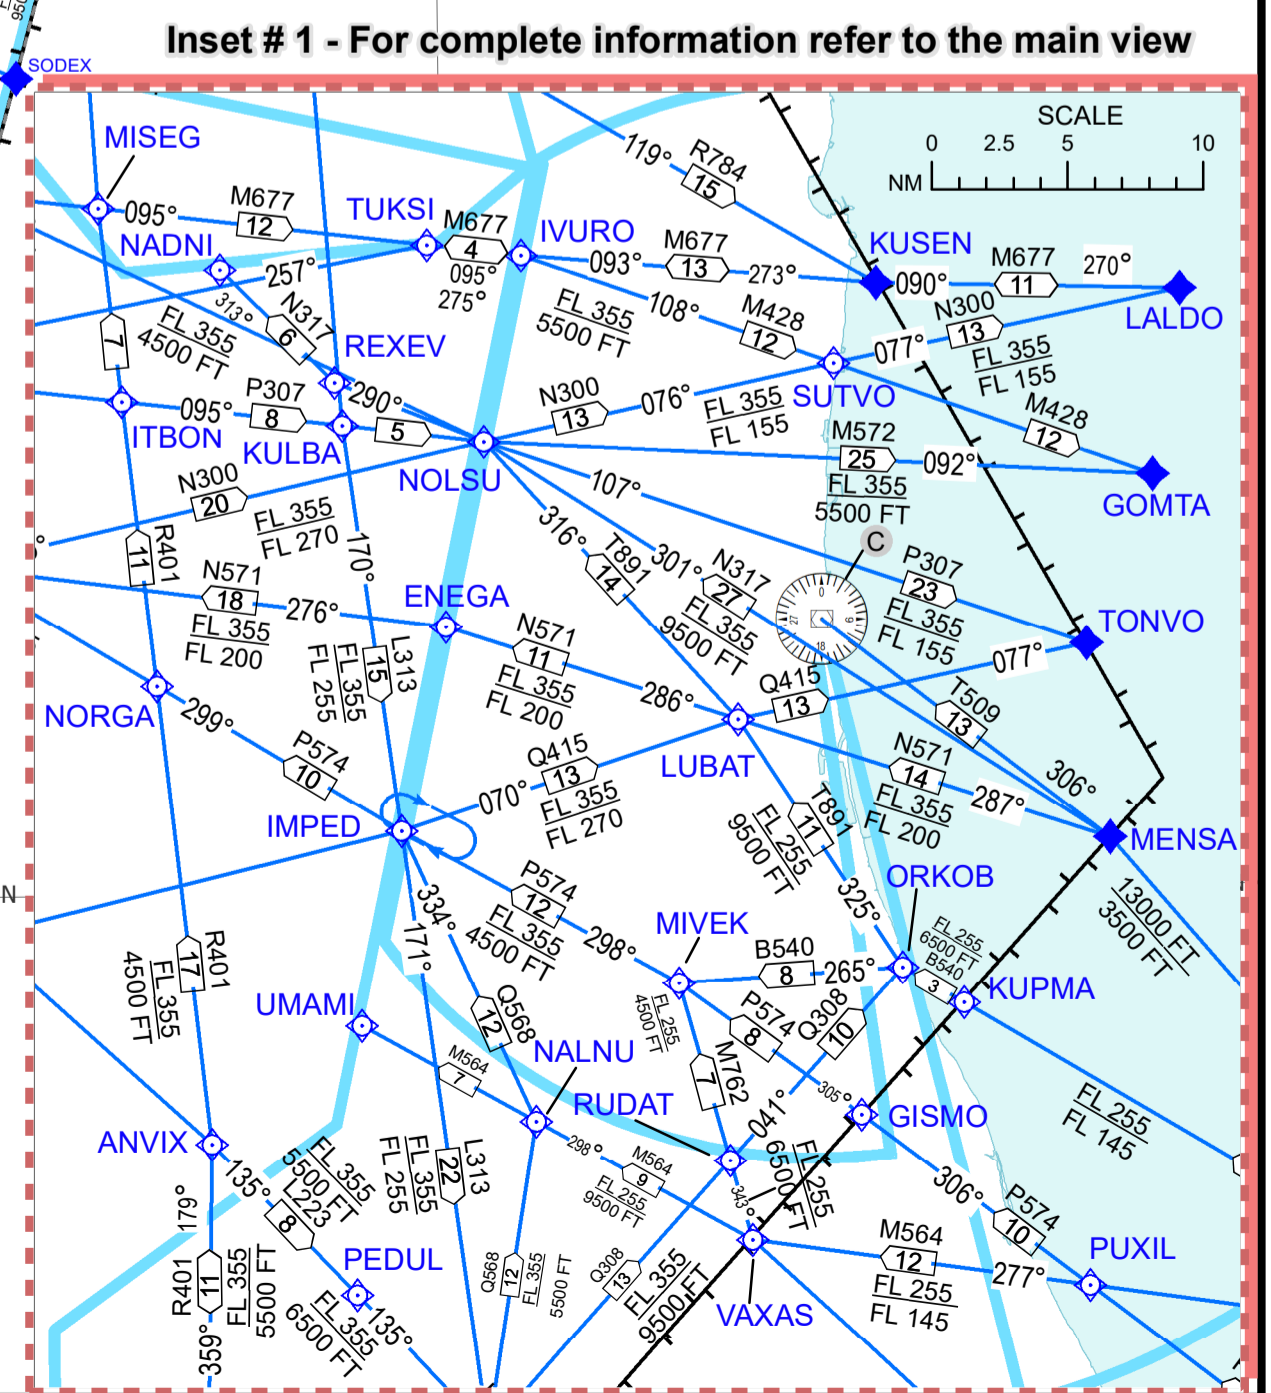 FL
950
Inset # 1 - For complete information refer to the main view
SODEX
SCALE
0 2.5 5 10
NM
MISEG
119°
R784
15
095°
M677
12
TUKSI
M677
4
095°
275°
IVURO
093°
M677
13
273°
KUSEN
090°
M677
11
270°
LALDO
NADNI
257°
313°
N317
6
FL 355
4500 FT
FL 355
5500 FT
108°
M428
12
N300
13
077°
FL 355
FL 155
7
REXEV
290°
SUTVO
M428
12
095°
P307
8
5
ITBON
KULBA
NOLSU
N300
13
076°
FL 355
FL 155
M572
25
092°
FL 355
5500 FT
GOMTA
N300
20
FL 355
FL 270
107°
C
316°
T891
14
301°
N317
27
FL 355
9500 FT
P307
23
FL 355
FL 155
11
R401
170°
N571
18
276°
FL 355
FL 200
ENEGA
0
9
18
27
TONVO
N571
11
FL 355
FL 200
286°
L313
15
FL 355
FL 255
Q415
13
077°
NORGA
299°
P574
10
LUBAT
T509
13
306°
N571
14
FL 355
FL 200
287°
Q415
13
070°
FL 355
FL 270
IMPED
T891
11
FL 255
9500 FT
MENSA
N
334°
171°
P574
12
FL 355
4500 FT
298°
325°
ORKOB
13000 FT
3500 FT
MIVEK
B540
8
265°
FL 255
6500 FT
B540
3
KUPMA
R401
17
FL 355
4500 FT
UMAMI
Q568
12
FL 255
4500 FT
P574
8
Q308
10
M564
7
NALNU
M762
7
305°
RUDAT
041°
GISMO
FL 255
FL 145
ANVIX
135°
FL 355
5500 FT
L223
8
L313
22
FL 355
FL 255
298°
M564
9
FL 255
9500 FT
343°
FL 255
6500 FT
306°
P574
10
179°
R401
11
FL 355
5500 FT
359°
PEDUL
FL 355
6500 FT
135°
Q568
12
FL 355
5500 FT
Q308
13
FL 355
9500 FT
VAXAS
M564
12
277°
FL 255
FL 145
PUXIL